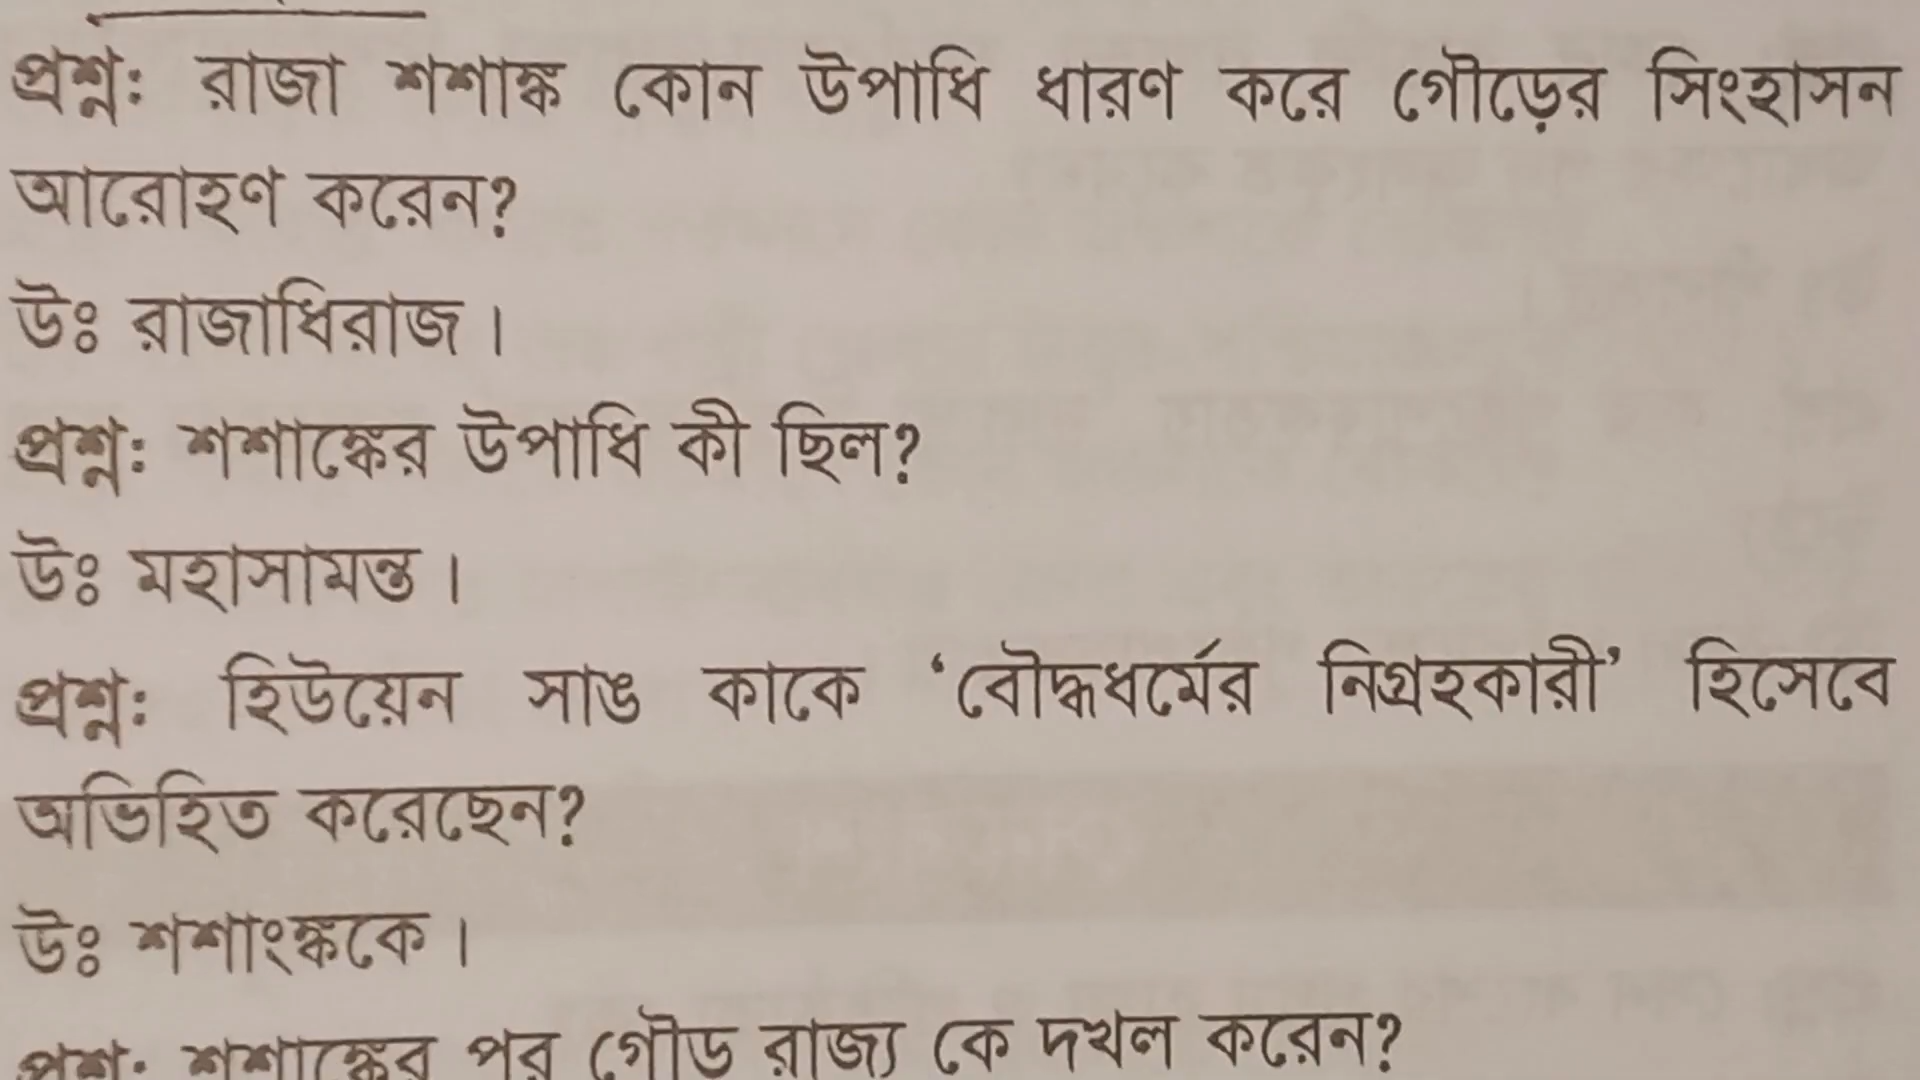 প্রশ্ন: রাজা শশাঙ্ক কোন উপাধি ধারণ করে গৌড়ের সিংহাসন
আরোহণ করেন?
উঃ রাজাধিরাজ।
প্রশ্ন: শশাঙ্কের উপাধি কী ছিল?
উঃ মহাসামন্ত।
প্রশ্ন: হিউয়েন সাঙ কাকে ‘বৌদ্ধধর্মের নিগ্রহকারী’ হিসেবে
অভিহিত করেছেন?
উঃ শশাংঙ্ককে।
প্রশ্ন: শশাঙ্কের পর গৌড় রাজ্য কে দখল করেন?